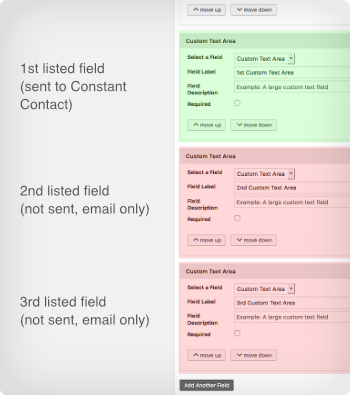 ^ move up
v move down
1st listed field
(sent to Constant
Contact)
Custom Text Area
Select a Field
Custom Text Area
Field Label
1st Custom Text Area
Field
Description
Example: A large custom text field
Required
^ move up
v move down
2nd listed field
(not sent, email only)
Custom Text Area
Select a Field
Custom Text Area
Field Label
2nd Custom Text Area
Field
Description
Example: A large custom text field
Required
^ move up
v move down
3rd listed field
(not sent, email only)
Custom Text Area
Select a Field
Custom Text Area
Field Label
3rd Custom Text Area
Field
Description
Example: A large custom text field
Required
^ move up
v move down
Add Another Field